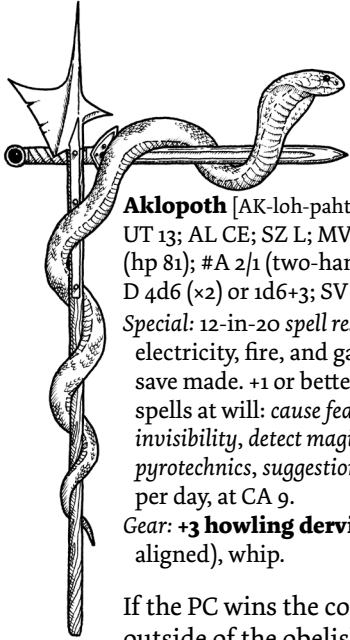 Aklopoth [AK-loh-paht
UT 13; AL CE; SZ L; MV
(hp 81); #A 2/1 (two-han
D 4d6 (×2) or 1d6+3; SV
Special: 12-in-20 spell re
electricity, fire, and ga
save made. +1 or bette
spells at will: cause fea
invisibility, detect magi
pyrotechnics, suggestion
per day, at CA 9.
Gear: +3 howling dervi
aligned), whip.
If the PC wins the co
outside of the obelis